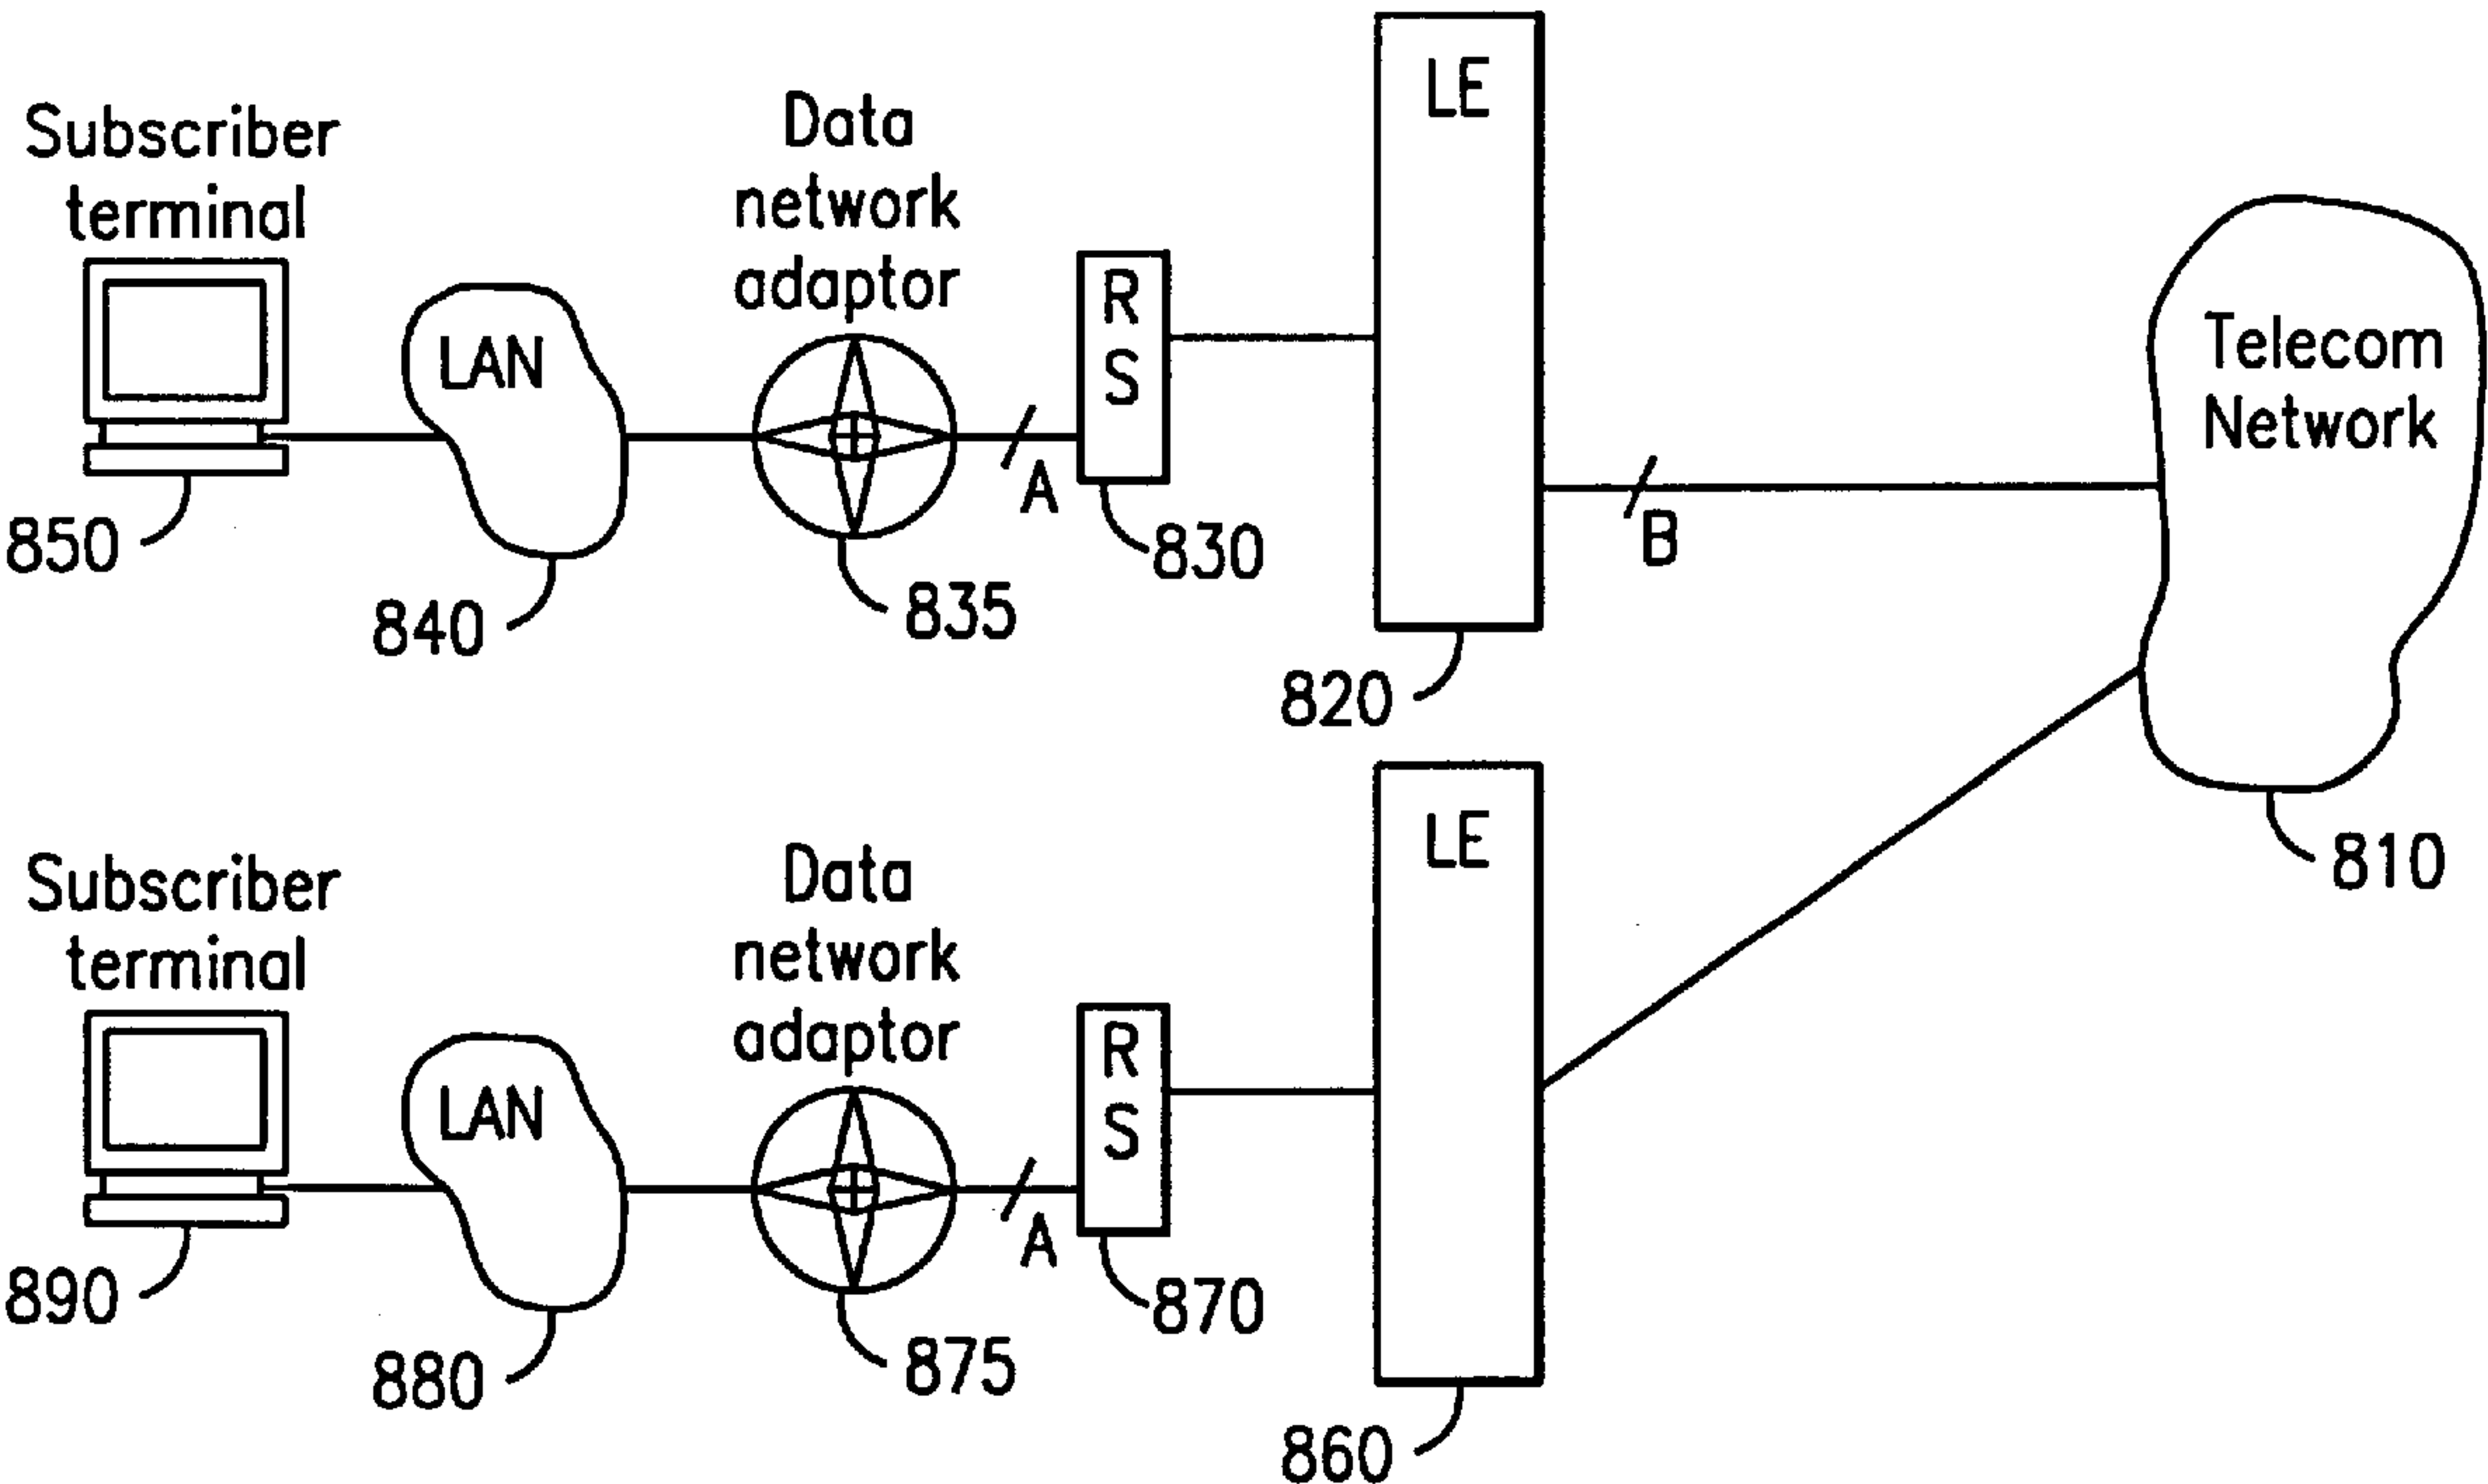 Subscriber
terminal
Data
network
adaptor
LE
LAN
R
S
A
Telecom
Network
B
850
840
835
830
820
810
Subscriber
terminal
Data
network
adaptor
LE
LAN
R
S
A
890
880
875
870
860